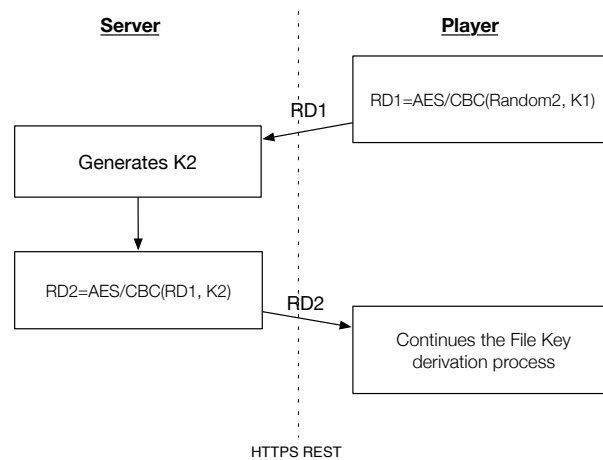 Server
Player
RD1=AES/CBC(Random2, K1)
RD1
Generates K2
RD2=AES/CBC(RD1, K2)
RD2
Continues the File Key
derivation process
HTTPS REST